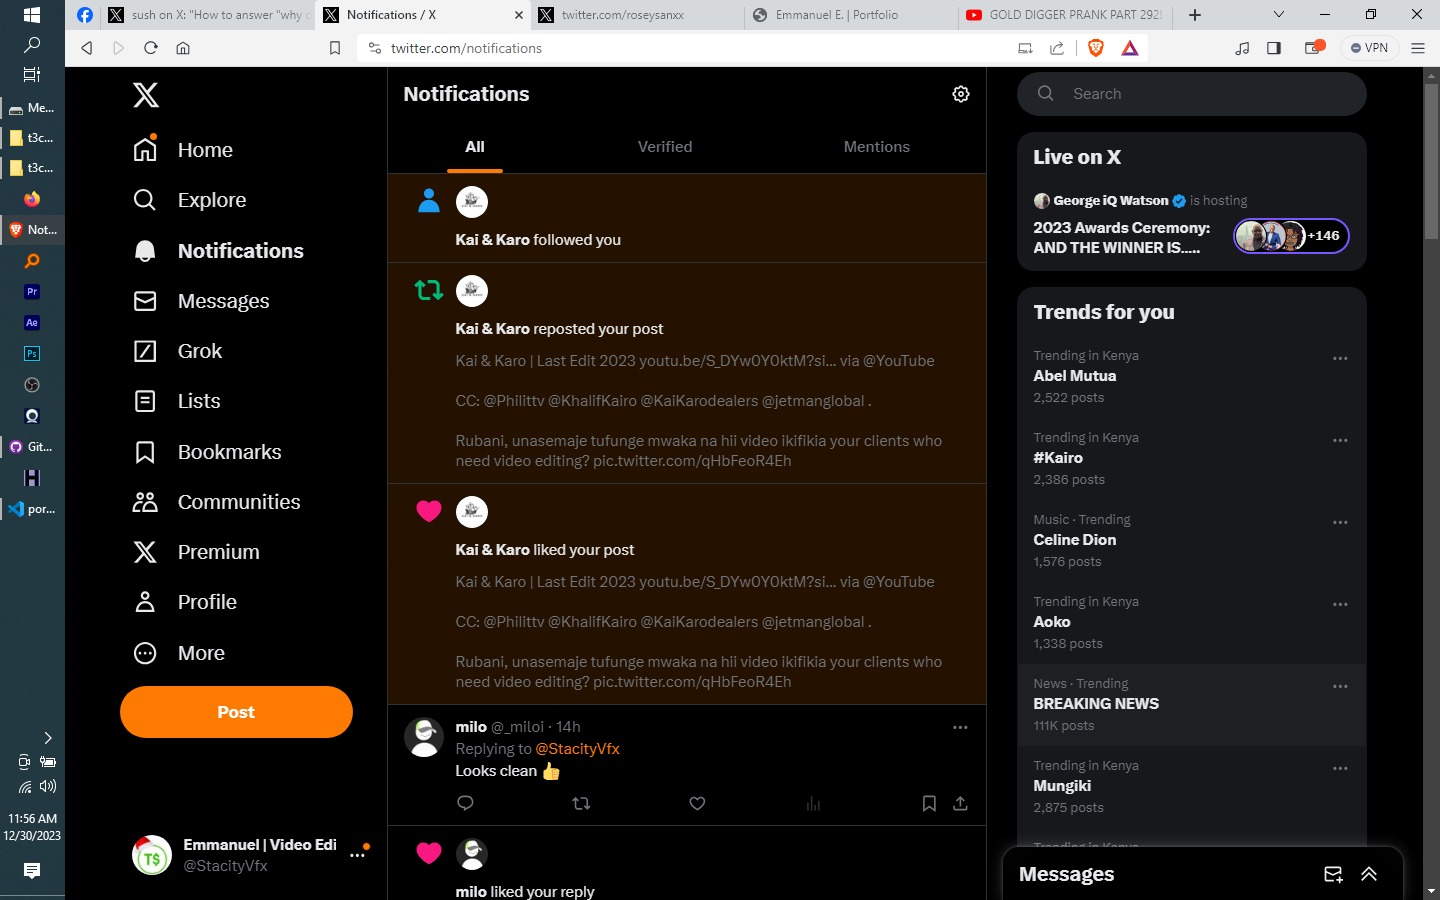 sush on X: "How to answer "why
Notifications / X
twitter.com/roseysanxx
Emmanuel E. | Portfolio
GOLD DIGGER PRANK PART 292
twitter.com/notifications
VPN
Me...
t3c...
t3c...
Not...
Pr
Ae
Ps
Git...
por...
11:56 AM
12/30/2023
Home
Explore
Notifications
Messages
Grok
Lists
Bookmarks
Communities
Premium
Profile
More
Post
T$
Emmanuel | Video Edi
@StacityVfx
Notifications
All
Verified
Mentions
Kai & Karo followed you
Kai & Karo reposted your post
Kai & Karo | Last Edit 2023 youtu.be/S_DYw0Y0ktM?si... via @YouTube
CC: @Philittv @KhalifKairo @KaiKarodealers @jetmanglobal .
Rubani, unasemaje tufunge mwaka na hii video ikifikia your clients who
need video editing? pic.twitter.com/qHbFeoR4Eh
Kai & Karo liked your post
Kai & Karo | Last Edit 2023 youtu.be/S_DYw0Y0ktM?si... via @YouTube
CC: @Philittv @KhalifKairo @KaiKarodealers @jetmanglobal .
Rubani, unasemaje tufunge mwaka na hii video ikifikia your clients who
need video editing? pic.twitter.com/qHbFeoR4Eh
milo @_miloi · 14h
Replying to @StacityVfx
Looks clean 👍
milo liked your reply
Search
Live on X
George iQ Watson is hosting
2023 Awards Ceremony:
AND THE WINNER IS.....
+146
Trends for you
Trending in Kenya
Abel Mutua
2,522 posts
Trending in Kenya
#Kairo
2,386 posts
Music · Trending
Celine Dion
1,576 posts
Trending in Kenya
Aoko
1,338 posts
News · Trending
BREAKING NEWS
111K posts
Trending in Kenya
Mungiki
2,875 posts
Trending in Kenya
Messages